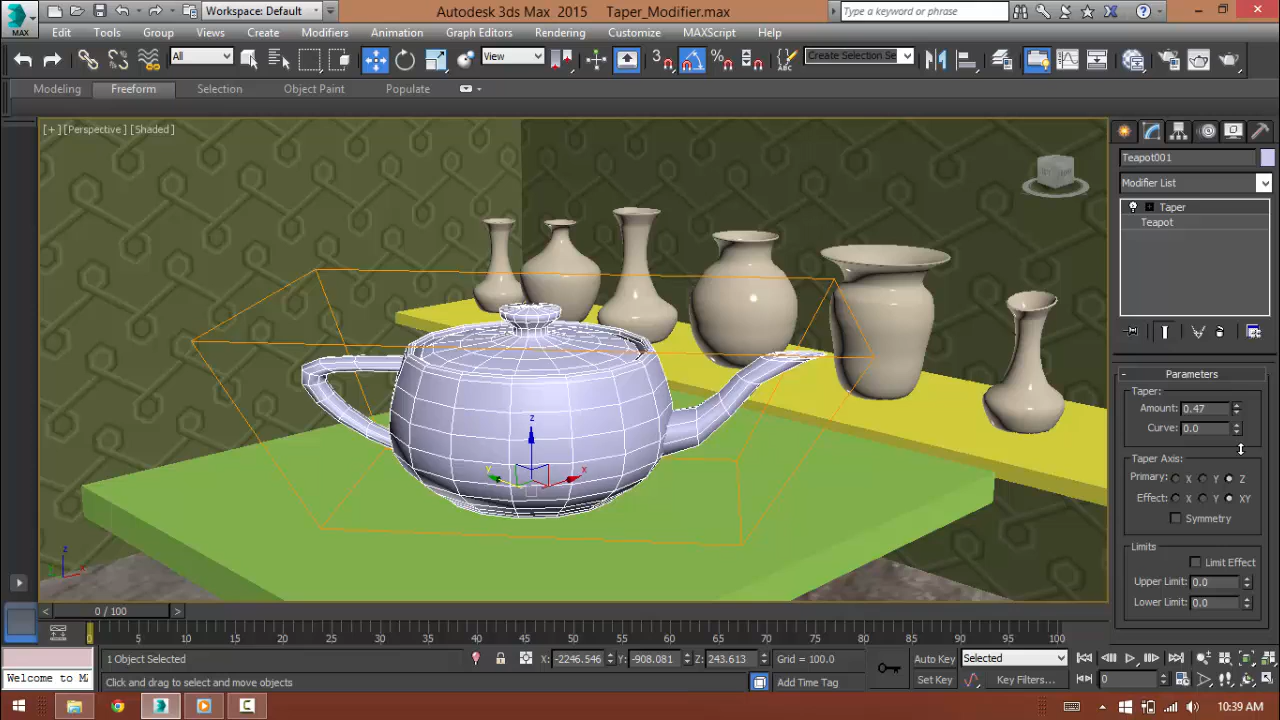 Workspace: Default
Autodesk 3ds Max 2015 Taper_Modifier.max
Type a keyword or phrase
MAX
Edit Tools Group Views Create Modifiers Animation Graph Editors Rendering Customize MAXScript Help
All
View
3
Create Selection Se
Modeling Freeform Selection Object Paint Populate
[+] [Perspective] [Shaded]
Teapot001
Modifier List
Taper
Teapot
Parameters
Taper:
Amount: 0.47
Curve: 0.0
Taper Axis:
Primary: X Y Z
Effect: X Y XY
Symmetry
Limits
Limit Effect
Upper Limit: 0.0
Lower Limit: 0.0
z
y
x
z
0 / 100
0 5 10 15 20 25 30 35 40 45 50 55 60 65 70 75 80 85 90 95 100
1 Object Selected
X: -2246.546 Y: -908.081 Z: 243.613
Grid = 100.0
Auto Key
Selected
Welcome to M
Click and drag to select and move objects
Add Time Tag
Set Key
Key Filters...
0
10:39 AM